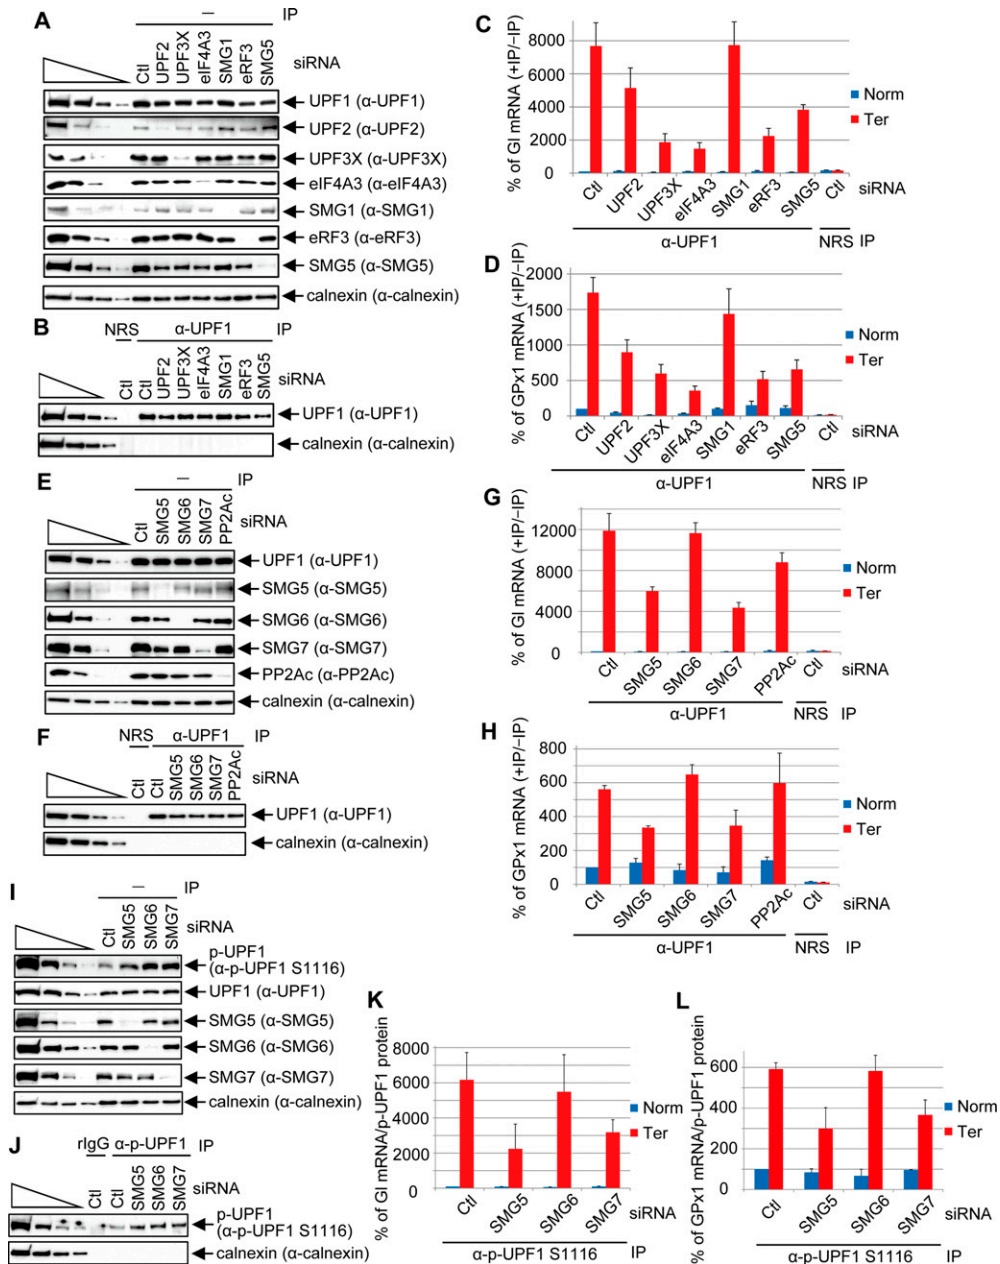 A
—
IP
Ctl
UPF2
UPF3X
eIF4A3
SMG1
eRF3
SMG5
siRNA
UPF1 (α-UPF1)
UPF2 (α-UPF2)
UPF3X (α-UPF3X)
eIF4A3 (α-eIF4A3)
SMG1 (α-SMG1)
eRF3 (α-eRF3)
SMG5 (α-SMG5)
calnexin (α-calnexin)
B
NRS α-UPF1 IP
Ctl
Ctl
UPF2
UPF3X
eIF4A3
SMG1
eRF3
SMG5
siRNA
UPF1 (α-UPF1)
calnexin (α-calnexin)
C
% of GI mRNA (+IP/−IP)
8000
6000
4000
2000
0
Norm
Ter
Ctl
UPF2
UPF3X
eIF4A3
SMG1
eRF3
SMG5
Ctl
siRNA
α-UPF1 NRS IP
D
% of GPx1 mRNA (+IP/−IP)
2000
1500
1000
500
0
Norm
Ter
Ctl
UPF2
UPF3X
eIF4A3
SMG1
eRF3
SMG5
Ctl
siRNA
α-UPF1 NRS IP
E
—
IP
Ctl
SMG5
SMG6
SMG7
PP2Ac
siRNA
UPF1 (α-UPF1)
SMG5 (α-SMG5)
SMG6 (α-SMG6)
SMG7 (α-SMG7)
PP2Ac (α-PP2Ac)
calnexin (α-calnexin)
F
NRS α-UPF1 IP
Ctl
Ctl
SMG5
SMG6
SMG7
PP2Ac
siRNA
UPF1 (α-UPF1)
calnexin (α-calnexin)
G
% of GI mRNA (+IP/−IP)
12000
8000
4000
0
Norm
Ter
Ctl
SMG5
SMG6
SMG7
PP2Ac
Ctl
siRNA
α-UPF1 NRS IP
H
% of GPx1 mRNA (+IP/−IP)
800
600
400
200
0
Norm
Ter
Ctl
SMG5
SMG6
SMG7
PP2Ac
Ctl
siRNA
α-UPF1 NRS IP
I
—
IP
Ctl
SMG5
SMG6
SMG7
siRNA
p-UPF1
(α-p-UPF1 S1116)
UPF1 (α-UPF1)
SMG5 (α-SMG5)
SMG6 (α-SMG6)
SMG7 (α-SMG7)
calnexin (α-calnexin)
J
rIgG α-p-UPF1 IP
Ctl
Ctl
SMG5
SMG6
SMG7
siRNA
p-UPF1
(α-p-UPF1 S1116)
calnexin (α-calnexin)
K
% of GI mRNA/p-UPF1 protein
8000
6000
4000
2000
0
Norm
Ter
Ctl
SMG5
SMG6
SMG7
siRNA
α-p-UPF1 S1116 IP
L
% of GPx1 mRNA/p-UPF1 protein
600
400
200
0
Norm
Ter
Ctl
SMG5
SMG6
SMG7
siRNA
α-p-UPF1 S1116 IP